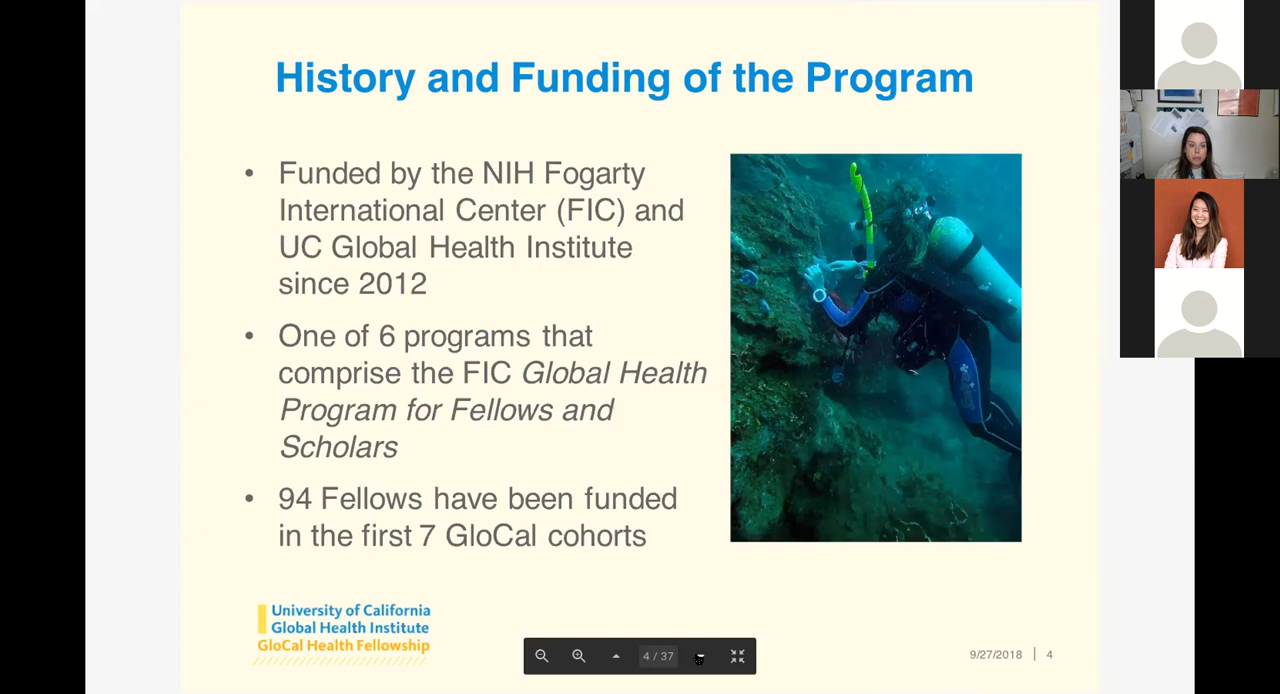 History and Funding of the Program
• Funded by the NIH Fogarty
International Center (FIC) and
UC Global Health Institute
since 2012
• One of 6 programs that
comprise the FIC Global Health
Program for Fellows and
Scholars
• 94 Fellows have been funded
in the first 7 GloCal cohorts
University of California
Global Health Institute
GloCal Health Fellowship
4 / 37
9/27/2018 | 4